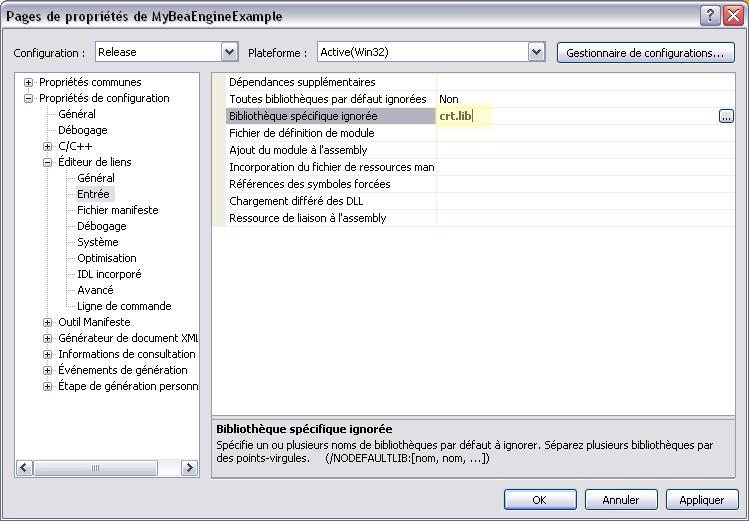 Pages de propriétés de MyBeaEngineExample
Configuration : Release Plateforme : Active(Win32) Gestionnaire de configurations...
Propriétés communes
Propriétés de configuration
Général
Débogage
C/C++
Éditeur de liens
Général
Entrée
Fichier manifeste
Débogage
Système
Optimisation
IDL incorporé
Avancé
Ligne de commande
Outil Manifeste
Générateur de document XML
Informations de consultation
Événements de génération
Étape de génération personn
Dépendances supplémentaires
Toutes bibliothèques par défaut ignorées Non
Bibliothèque spécifique ignorée crt.lib ...
Fichier de définition de module
Ajout du module à l'assembly
Incorporation du fichier de ressources man
Références des symboles forcées
Chargement différé des DLL
Ressource de liaison à l'assembly
Bibliothèque spécifique ignorée
Spécifie un ou plusieurs noms de bibliothèques par défaut à ignorer. Séparez plusieurs bibliothèques par
des points-virgules. (/NODEFAULTLIB:[nom, nom, ...])
OK Annuler Appliquer